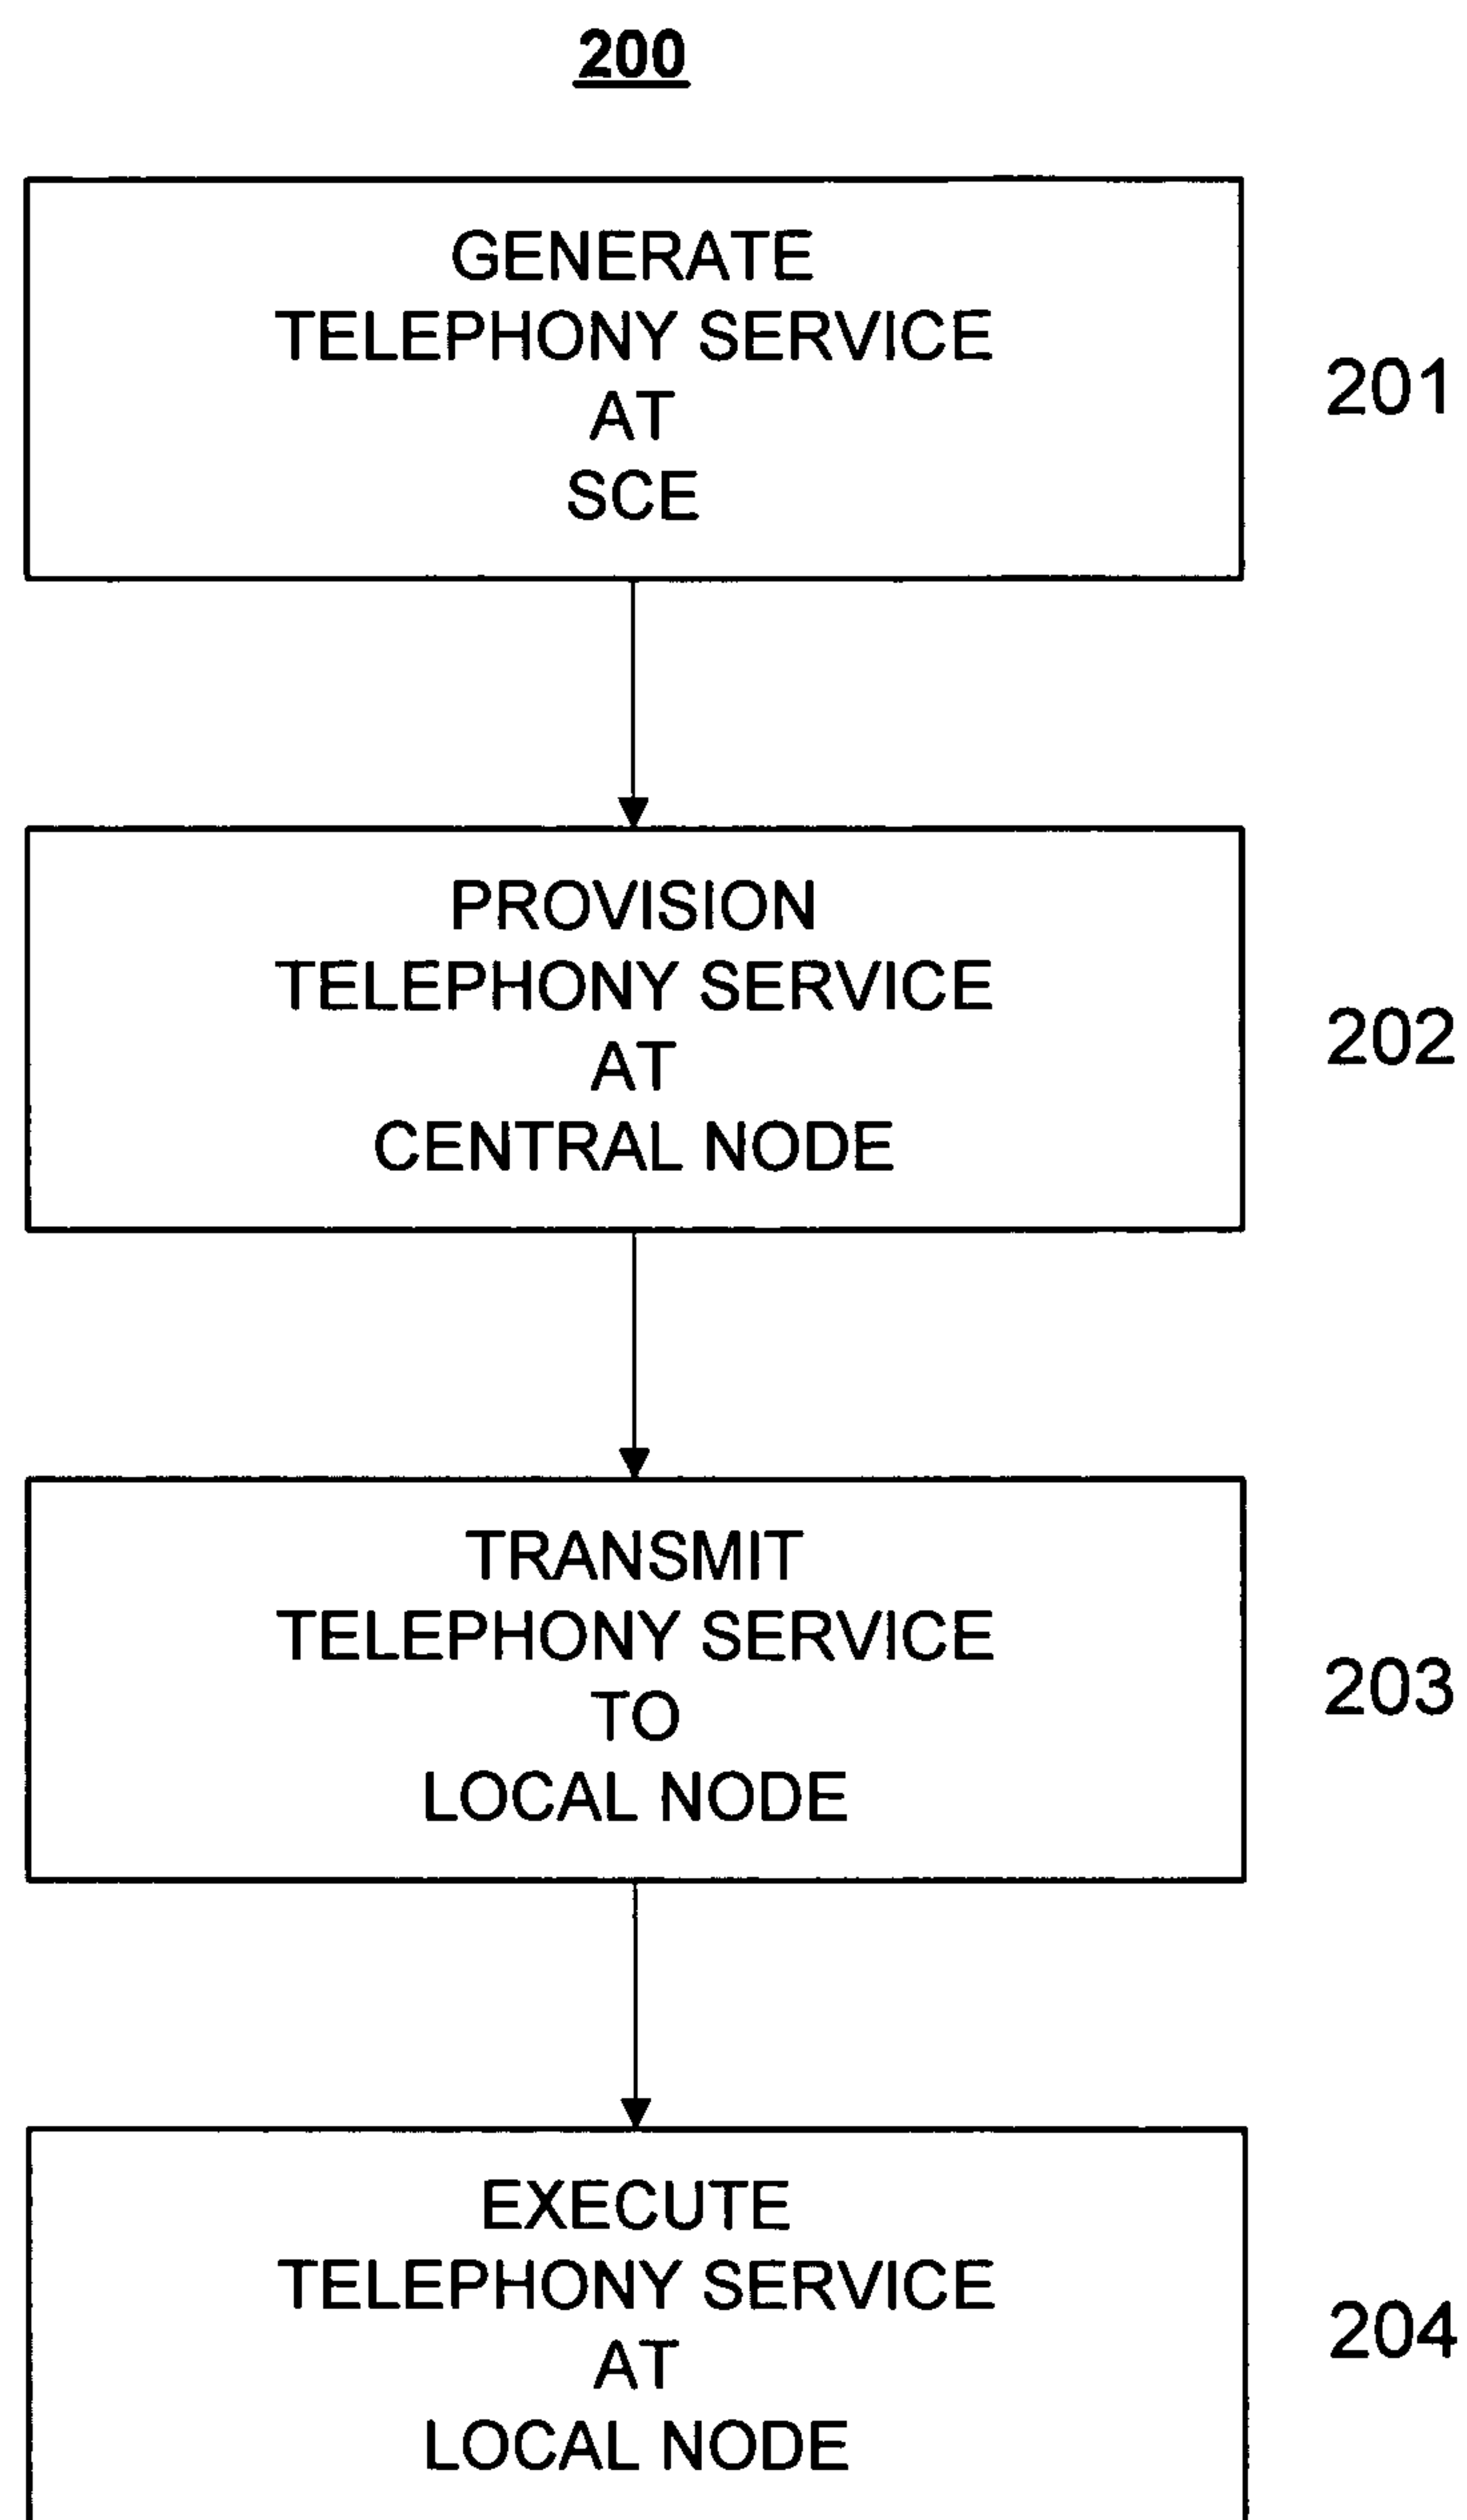 200
GENERATE
TELEPHONY SERVICE
AT
SCE
201
PROVISION
TELEPHONY SERVICE
AT
CENTRAL NODE
202
TRANSMIT
TELEPHONY SERVICE
TO
LOCAL NODE
203
EXECUTE
TELEPHONY SERVICE
AT
LOCAL NODE
204